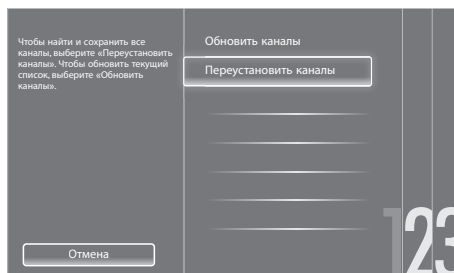 Чтобы найти и сохранить все
каналы, выберите «Переустановить
каналы». Чтобы обновить текущий
список, выберите «Обновить
каналы».
Обновить каналы
Переустановить каналы
Отмена
123